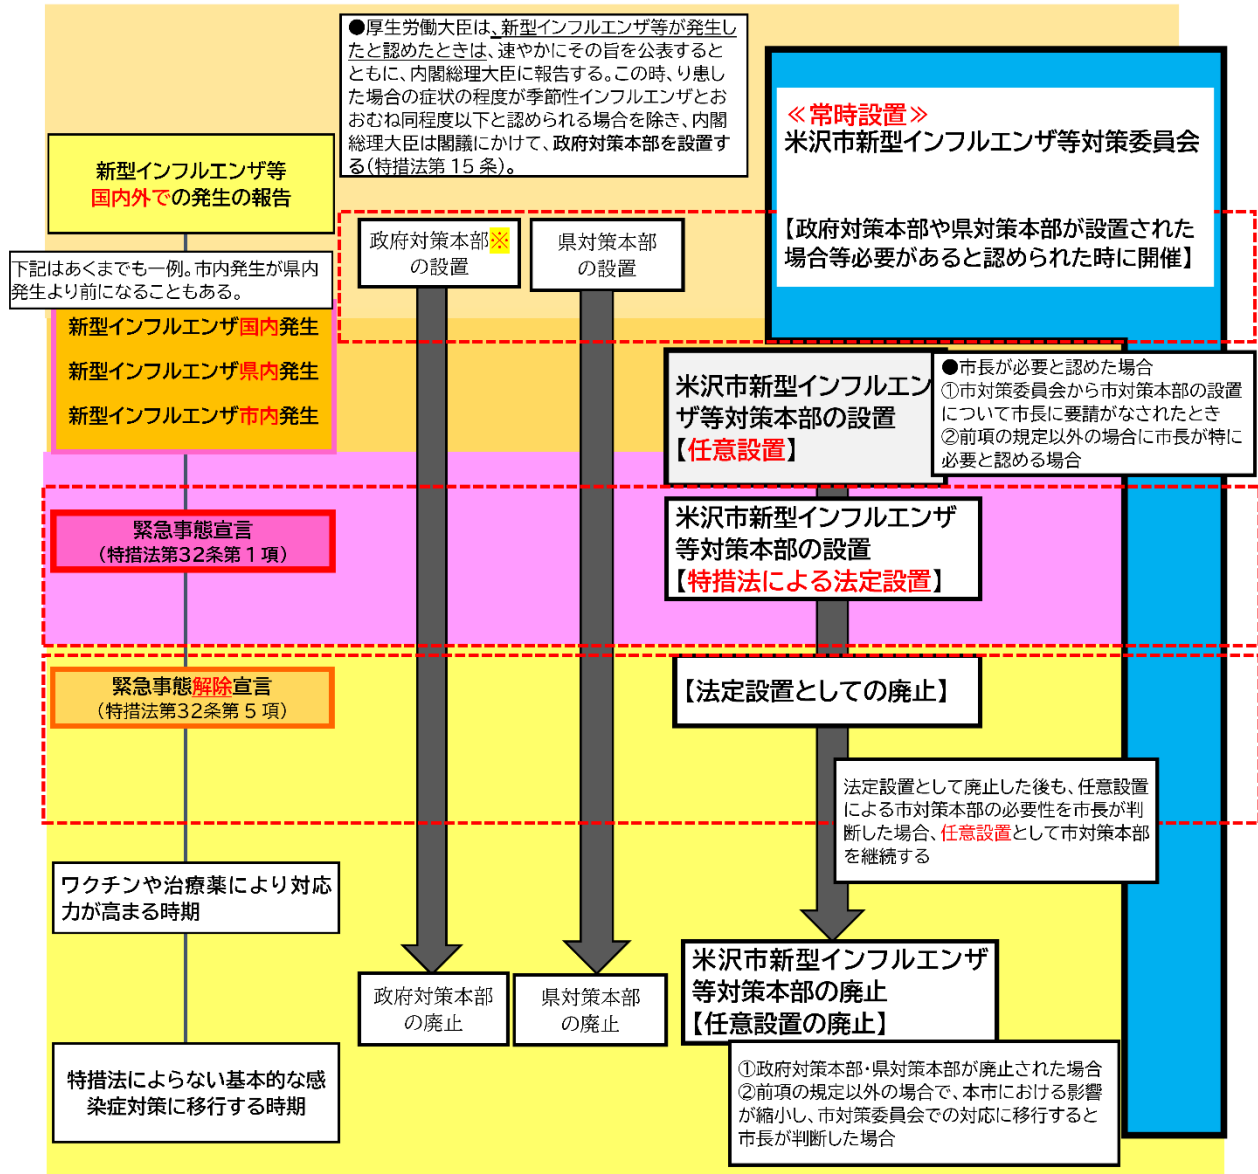 ●厚生労働大臣は、新型インフルエンザ等が発生し
たと認めたときは、速やかにその旨を公表すると
ともに、内閣総理大臣に報告する。この時、り患し
た場合の症状の程度が季節性インフルエンザとお
おむね同程度以下と認められる場合を除き、内閣
総理大臣は閣議にかけて、政府対策本部を設置す
る(特措法第15条)。
≪常時設置≫
米沢市新型インフルエンザ等対策委員会
【政府対策本部や県対策本部が設置された
場合等必要があると認められた時に開催】
新型インフルエンザ等
国内外での発生の報告
政府対策本部※
の設置
県対策本部
の設置
下記はあくまでも一例。市内発生が県内
発生より前になることもある。
新型インフルエンザ国内発生
新型インフルエンザ県内発生
新型インフルエンザ市内発生
米沢市新型インフルエン
ザ等対策本部の設置
【任意設置】
●市長が必要と認めた場合
①市対策委員会から市対策本部の設置
について市長に要請がなされたとき
②前項の規定以外の場合に市長が特に
必要と認める場合
緊急事態宣言
(特措法第32条第1項)
米沢市新型インフルエンザ
等対策本部の設置
【特措法による法定設置】
緊急事態解除宣言
(特措法第32条第5項)
【法定設置としての廃止】
法定設置として廃止した後も、任意設置
による市対策本部の必要性を市長が判
断した場合、任意設置として市対策本部
を継続する
ワクチンや治療薬により対応
力が高まる時期
政府対策本部
の廃止
県対策本部
の廃止
米沢市新型インフルエンザ
等対策本部の廃止
【任意設置の廃止】
特措法によらない基本的な感
染症対策に移行する時期
①政府対策本部・県対策本部が廃止された場合
②前項の規定以外の場合で、本市における影響
が縮小し、市対策委員会での対応に移行すると
市長が判断した場合